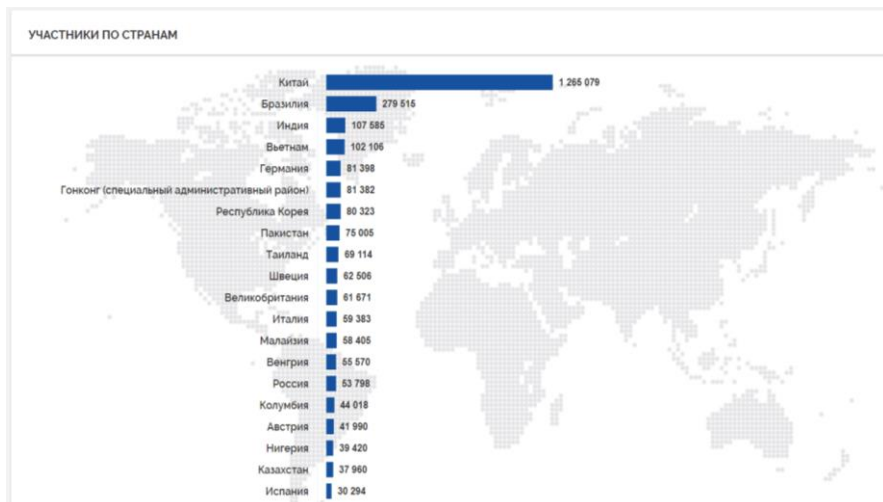 УЧАСТНИКИ ПО СТРАНАМ
Китай 1 265 079
Бразилия 279 515
Индия 107 585
Вьетнам 102 106
Германия 81 398
Гонконг (специальный административный район) 81 382
Республика Корея 80 323
Пакистан 75 005
Таиланд 69 114
Швеция 62 506
Великобритания 61 671
Италия 59 383
Малайзия 58 405
Венгрия 55 570
Россия 53 798
Колумбия 44 018
Австрия 41 990
Нигерия 39 420
Казахстан 37 960
Испания 30 294